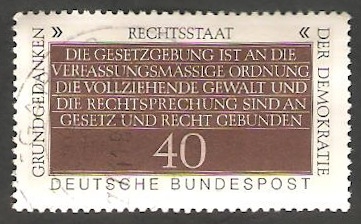 » RECHTSSTAAT «
GRUNDGEDANKEN
DER DEMOKRATIE
DIE GESETZGEBUNG IST AN DIE
VERFASSUNGSMÄSSIGE ORDNUNG
DIE VOLLZIEHENDE GEWALT UND
DIE RECHTSPRECHUNG SIND AN
GESETZ UND RECHT GEBUNDEN
40
DEUTSCHE BUNDESPOST